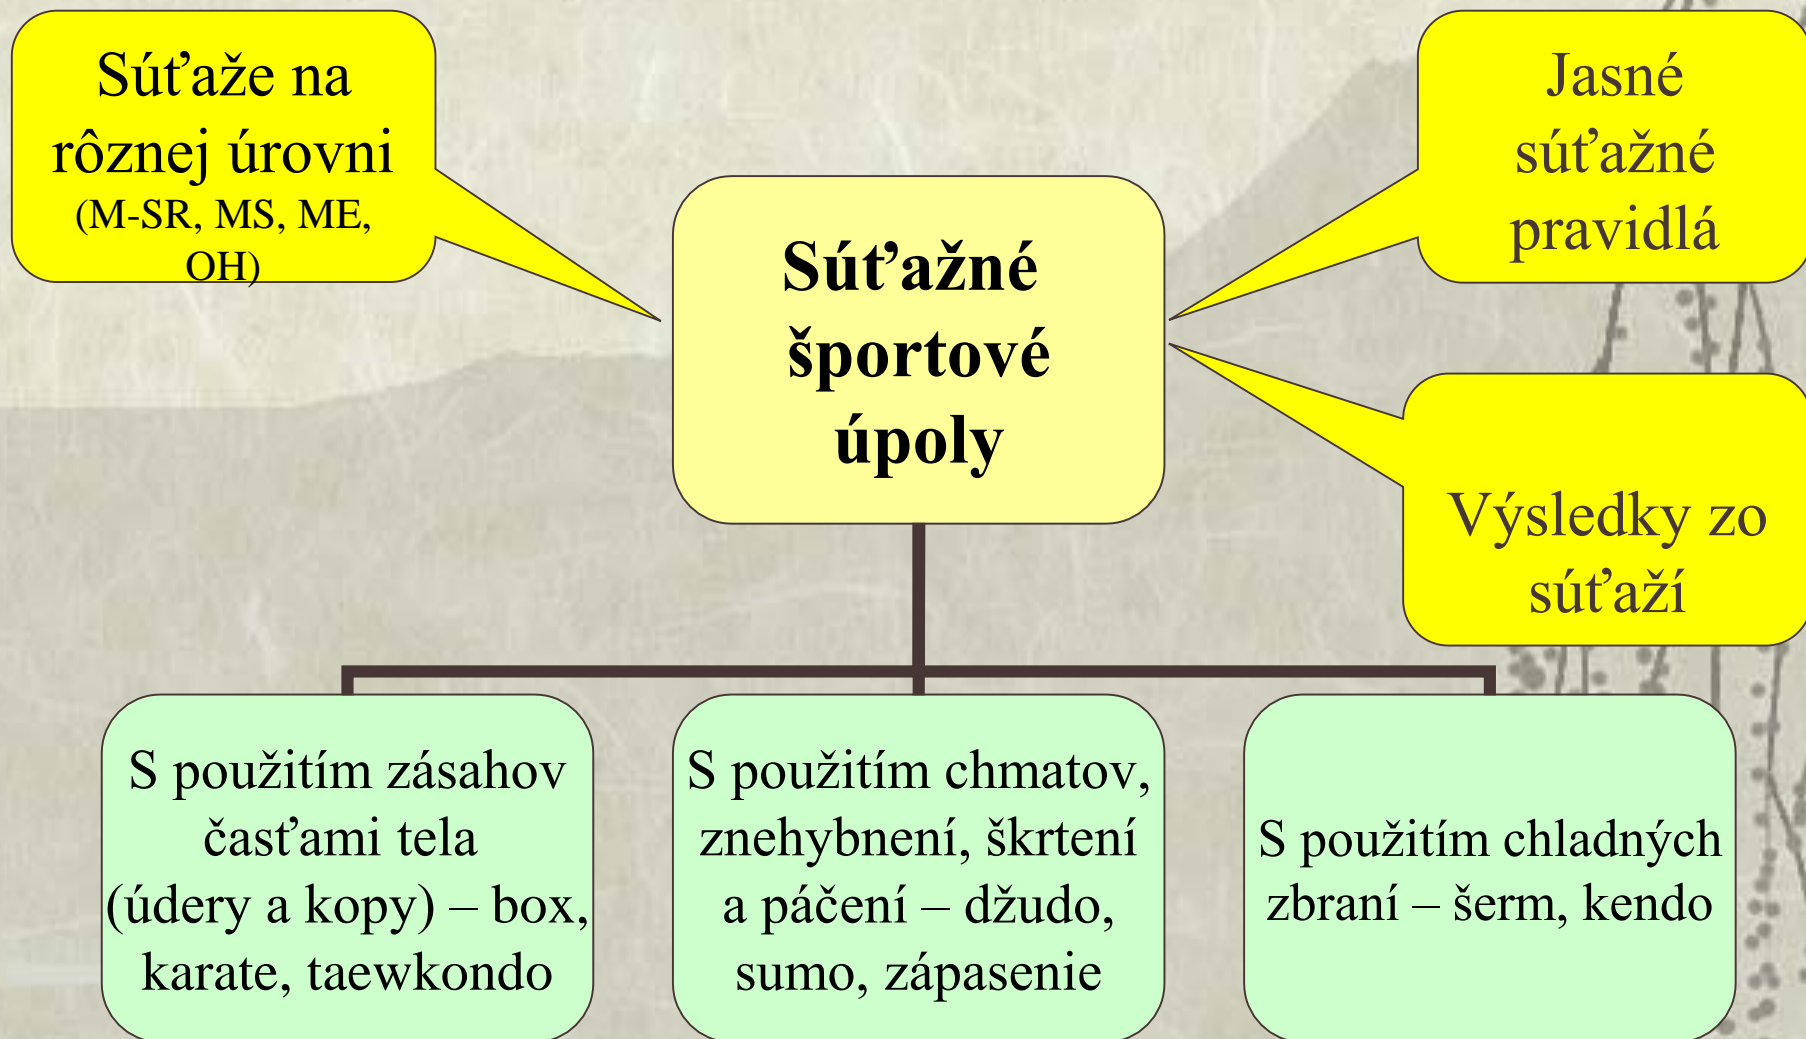 Súťaže na
rôznej úrovni
(M-SR, MS, ME,
OH)
Jasné
súťažné
pravidlá
Súťažné
športové
úpoly
Výsledky zo
súťaží
S použitím zásahov
časťami tela
(údery a kopy) – box,
karate, taewkondo
S použitím chmatov,
znehybnení, škrtení
a páčení – džudo,
sumo, zápasenie
S použitím chladných
zbraní – šerm, kendo